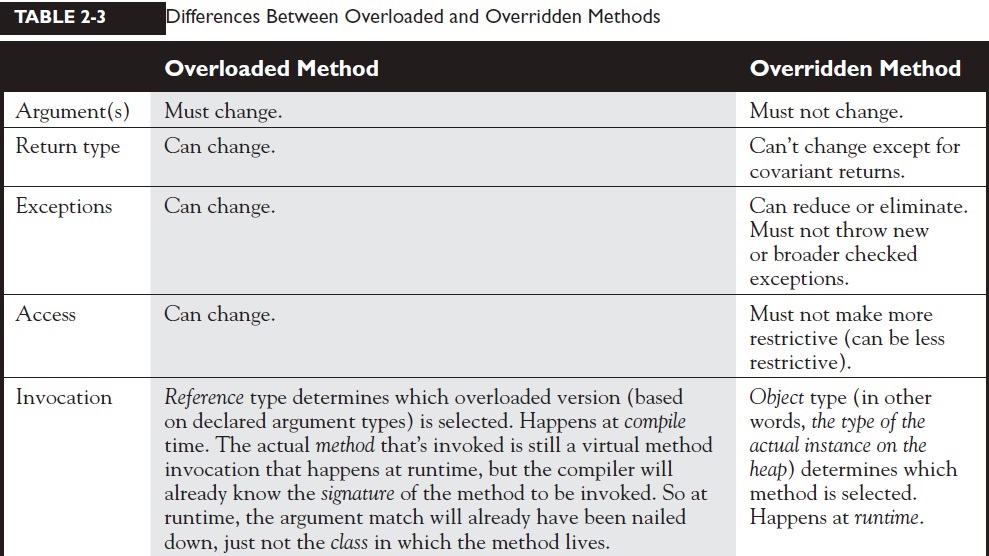 TABLE 2-3 Differences Between Overloaded and Overridden Methods
Overloaded Method Overridden Method
Argument(s) Must change. Must not change.
Return type Can change. Can't change except for
covariant returns.
Exceptions Can change. Can reduce or eliminate.
Must not throw new
or broader checked
exceptions.
Access Can change. Must not make more
restrictive (can be less
restrictive).
Invocation Reference type determines which overloaded version (based Object type (in other
on declared argument types) is selected. Happens at compile words, the type of the
time. The actual method that's invoked is still a virtual method actual instance on the
invocation that happens at runtime, but the compiler will heap) determines which
already know the signature of the method to be invoked. So at method is selected.
runtime, the argument match will already have been nailed Happens at runtime.
down, just not the class in which the method lives.